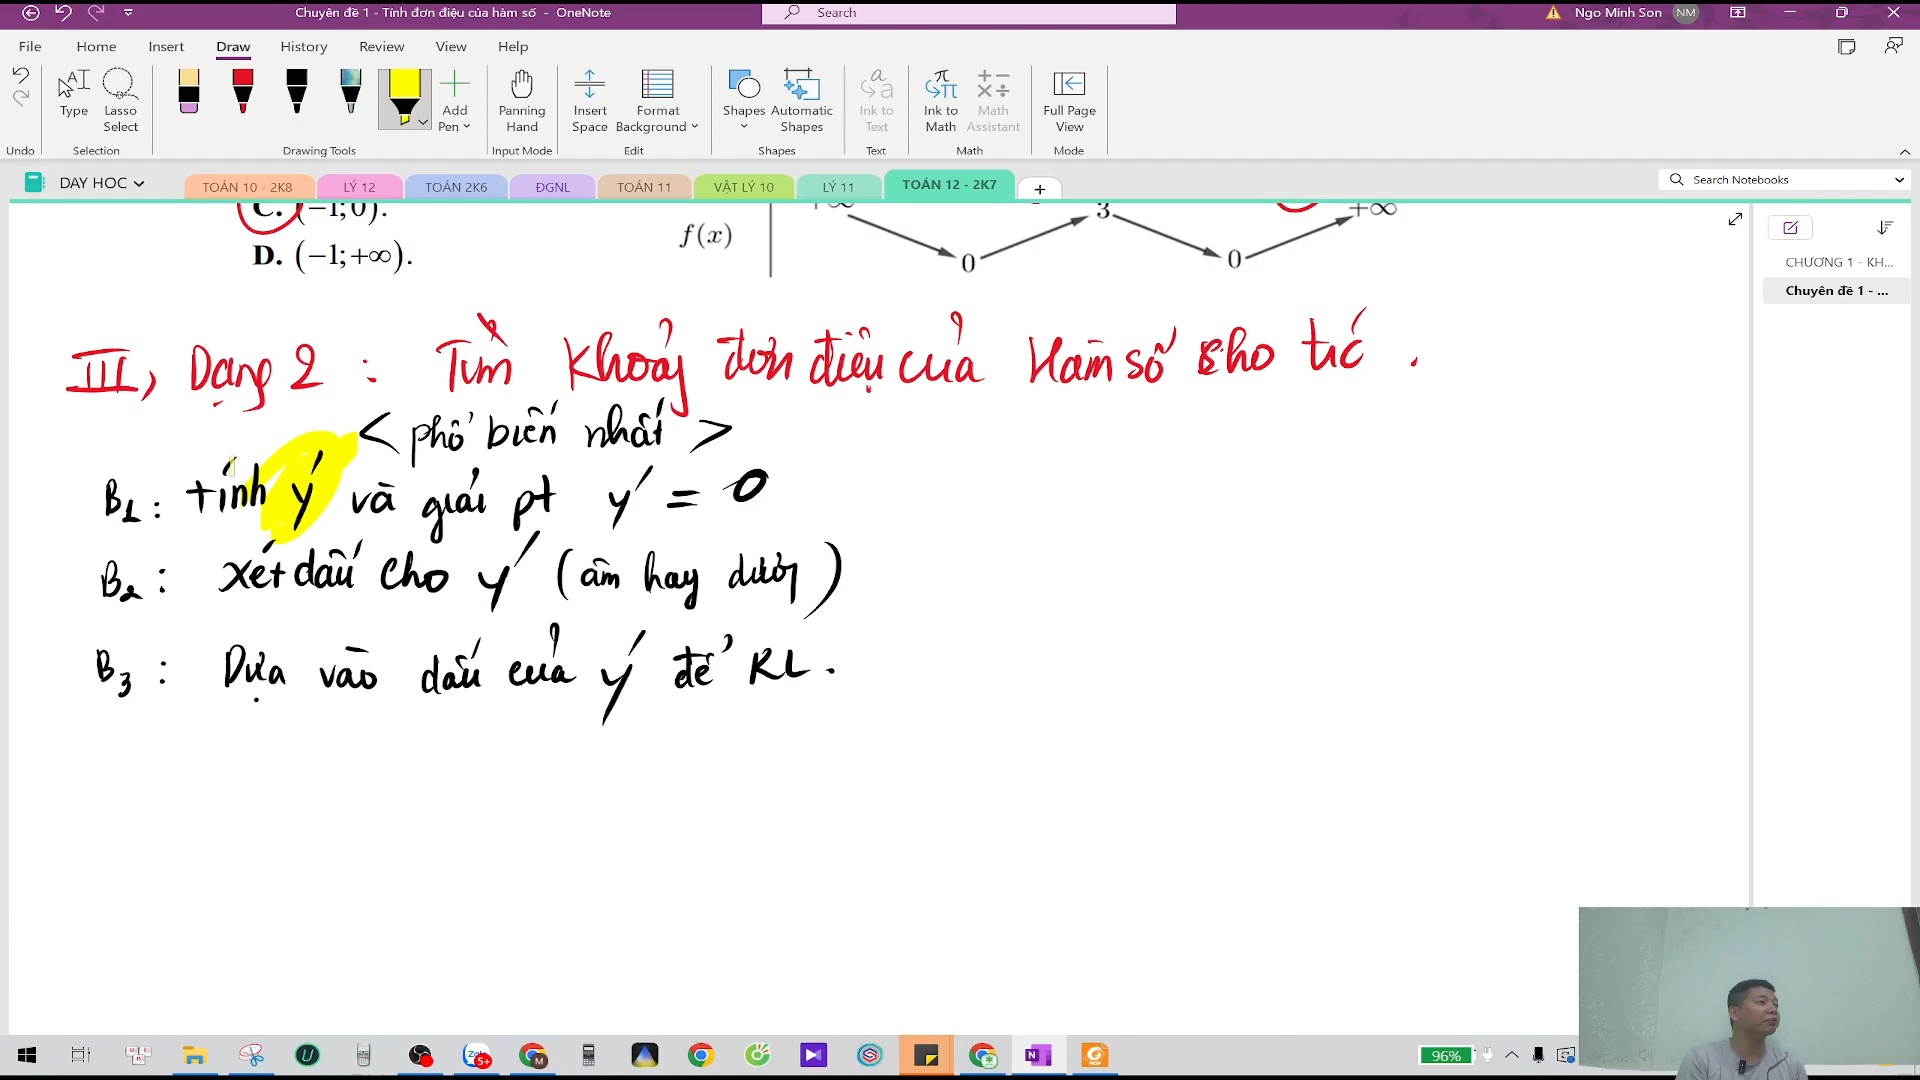 Chuyên đề 1 - Tính đơn điệu của hàm số - OneNote
Search
Ngo Minh Son NM
File Home Insert Draw History Review View Help
Type
Lasso Select
Add Pen
Panning Hand
Insert Space
Format Background
Shapes
Automatic Shapes
Ink to Text
Ink to Math
Math Assistant
Full Page View
Undo Selection Drawing Tools Input Mode Edit Shapes Text Math Mode
DAY HOC TOÁN 10 - 2K8 LÝ 12 TOÁN 2K6 ĐGNL TOÁN 11 VẬT LÝ 10 LÝ 11 TOÁN 12 - 2K7 + Search Notebooks
CHƯƠNG 1 - KH...
Chuyên đề 1 - ...
C. (−1;0).
D. (−1;+∞).
+∞ 3 +∞
f(x)
0 0
III, Dạng 2 : Tìm Khoảng đơn điệu của Hàm số cho trước .
< phổ biến nhất >
B1 : tính y' và giải pt y' = 0
B2 : xét dấu cho y' (âm hay dương)
B3 : Dựa vào dấu của y' để KL .
96%